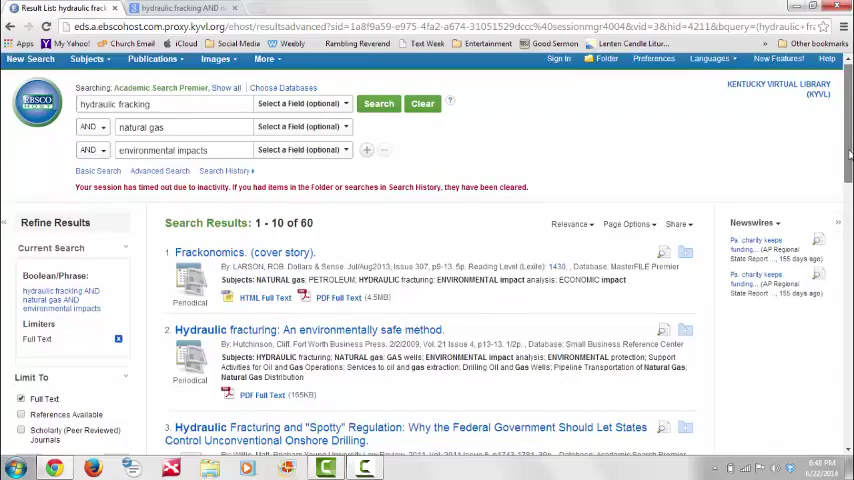 Result List: hydraulic frack
hydraulic fracking AND n
eds.a.ebscohost.com.proxy.kyvl.org/ehost/resultsadvanced?sid=1a8f9a59-e975-4fa2-a674-31051529dccc%40sessionmgr4004&vid=3&hid=4211&bquery=(hydraulic+fra
Apps My Yahoo! Church Email iCloud Social Media Weekly Rambling Reverend Text Week Entertainment Good Sermon Lenten Candle Litur... Other bookmarks
New Search Subjects Publications Images More Sign In Folder Preferences Languages New Features! Help
Searching: Academic Search Premier, Show all Choose Databases
KENTUCKY VIRTUAL LIBRARY
(KYVL)
EBSCO
HOST
hydraulic fracking Select a Field (optional) Search Clear ?
AND natural gas Select a Field (optional)
AND environmental impacts Select a Field (optional)
Basic Search Advanced Search Search History
Your session has timed out due to inactivity. If you had items in the Folder or searches in Search History, they have been cleared.
Refine Results
Current Search
Boolean/Phrase:
hydraulic fracking AND
natural gas AND
environmental impacts
Limiters
Full Text
Limit To
Full Text
References Available
Scholarly (Peer Reviewed)
Journals
Search Results: 1 - 10 of 60
Relevance Page Options Share
1. Frackonomics. (cover story).
By: LARSON, ROB. Dollars & Sense. Jul/Aug2013, Issue 307, p9-13. 5p. Reading Level (Lexile): 1430. , Database: MasterFILE Premier
Subjects: NATURAL gas; PETROLEUM; HYDRAULIC fracturing; ENVIRONMENTAL impact analysis; ECONOMIC impact
Periodical
HTML Full Text PDF Full Text (4.5MB)
2. Hydraulic fracturing: An environmentally safe method.
By: Hutchinson, Cliff. Fort Worth Business Press. 2/2/2009, Vol. 21 Issue 4, p13-13. 1/2p. , Database: Small Business Reference Center
Subjects: HYDRAULIC fracturing; NATURAL gas; GAS wells; ENVIRONMENTAL impact analysis; ENVIRONMENTAL protection; Support
Activities for Oil and Gas Operations; Services to oil and gas extraction; Drilling Oil and Gas Wells; Pipeline Transportation of Natural Gas;
Natural Gas Distribution
Periodical
PDF Full Text (155KB)
3. Hydraulic Fracturing and "Spotty" Regulation: Why the Federal Government Should Let States
Control Unconventional Onshore Drilling.
Newswires
Pa. charity keeps
funding... (AP Regional
State Report ..., 155 days ago)
Pa. charity keeps
funding... (AP Regional
State Report ..., 155 days ago)
6:48 PM
6/22/2014